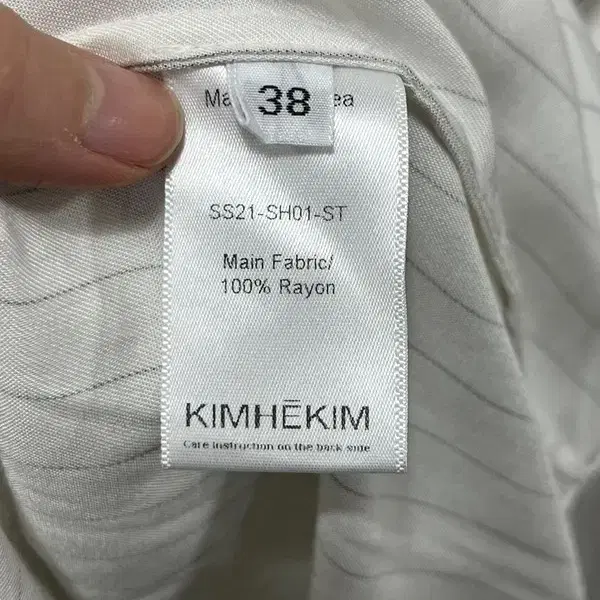 Ma
38
ea
SS21-SH01-ST
Main Fabric/
100% Rayon
KIMHĒKIM
Care instruction on the back side